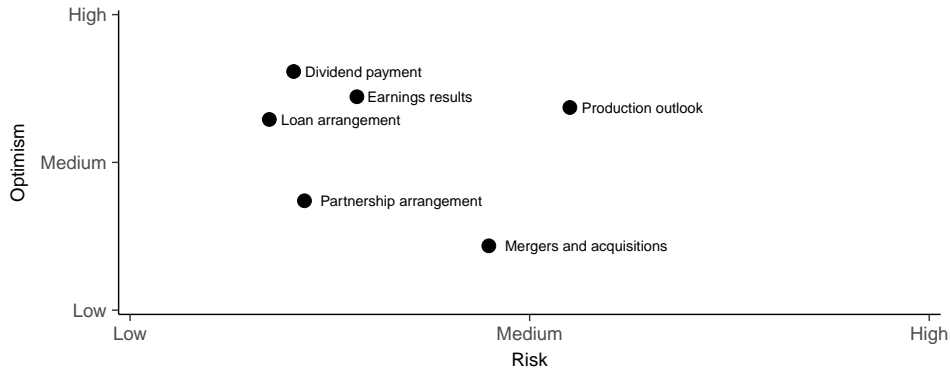 High
Dividend payment
Earnings results
Production outlook
Loan arrangement
Optimism
Medium
Partnership arrangement
Mergers and acquisitions
Low
Low
Medium
High
Risk